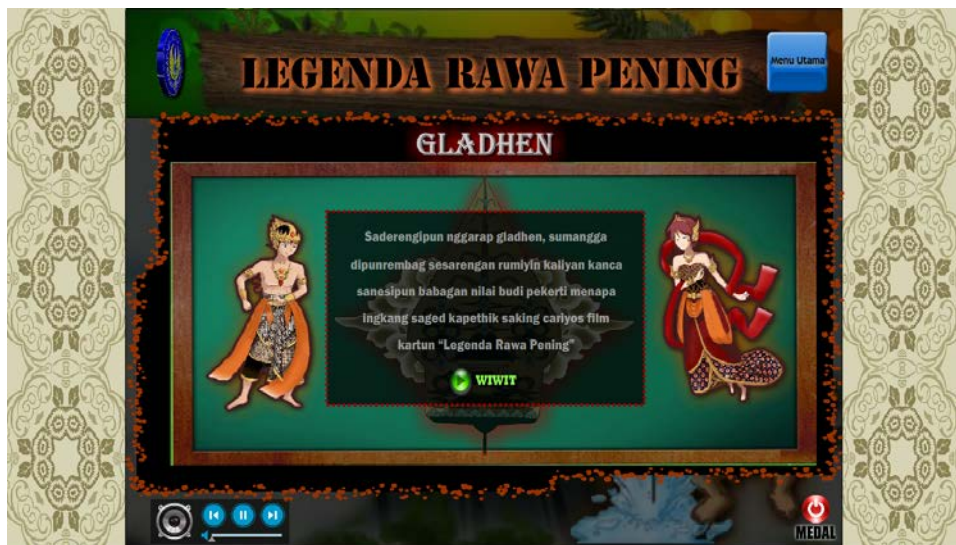 LEGENDA RAWA PENING
Menu Utama
GLADHEN
Saderengipun nggarap gladhen, sumangga
dipunrembag sesarengan rumiyin kaliyan kanca
sanesipun babagan nilai budi pekerti menapa
ingkang saged kapethik saking cariyos film
kartun “Legenda Rawa Pening”
WIWIT
MEDAL